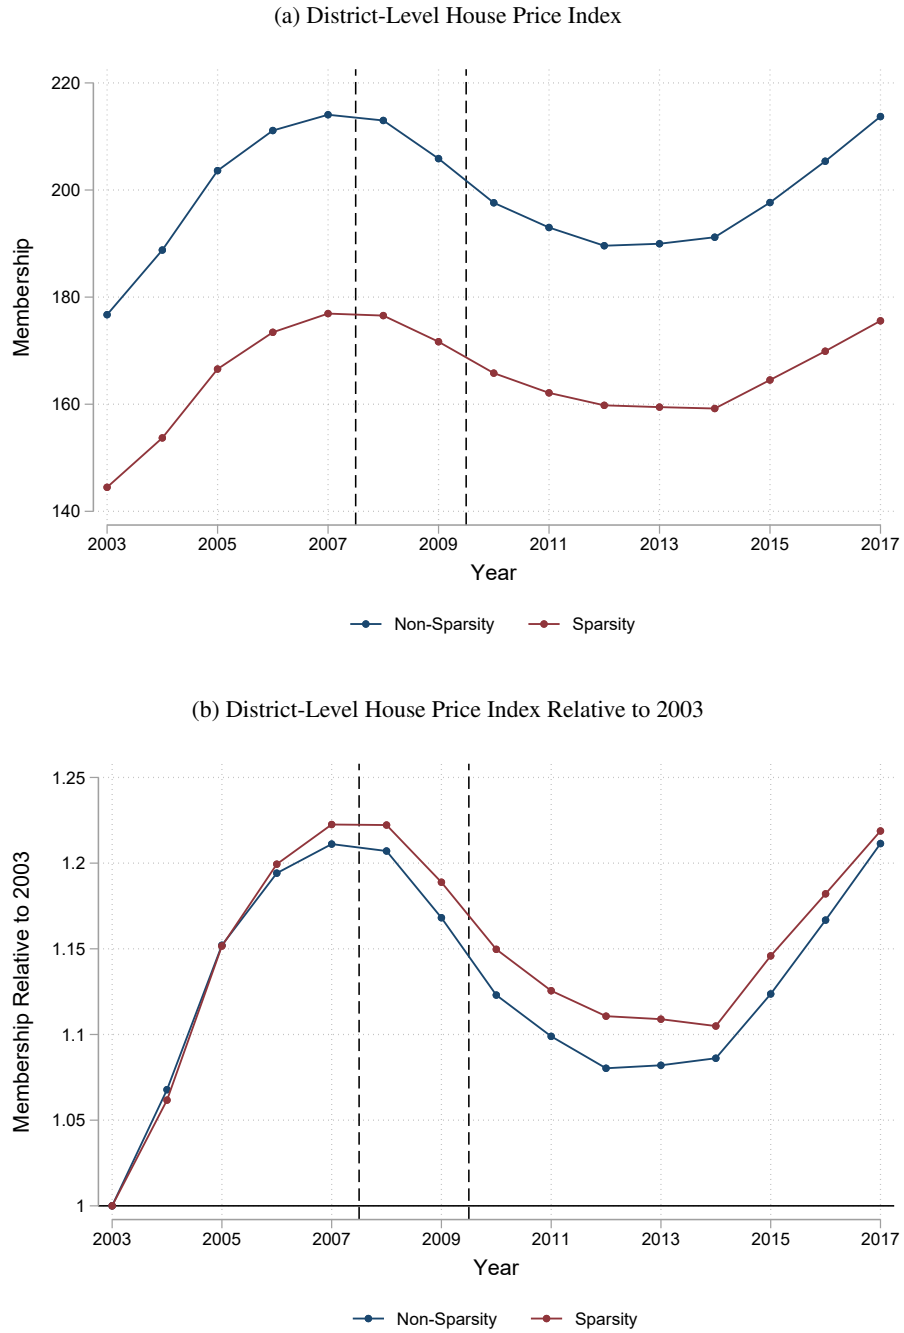 (a) District-Level House Price Index
220
200
180
160
140
Membership
2003 2005 2007 2009 2011 2013 2015 2017
Year
Non-Sparsity Sparsity
(b) District-Level House Price Index Relative to 2003
1.25
1.2
1.15
1.1
1.05
1
Membership Relative to 2003
2003 2005 2007 2009 2011 2013 2015 2017
Year
Non-Sparsity Sparsity